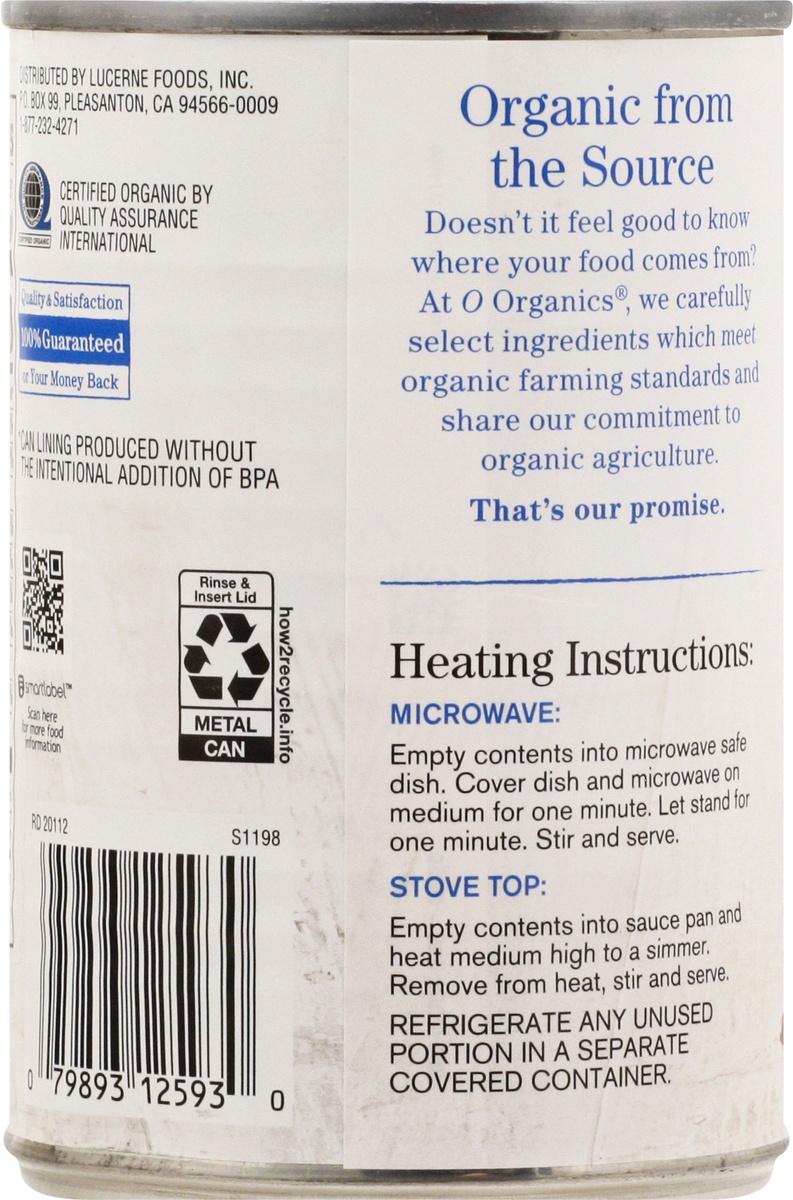 DISTRIBUTED BY LUCERNE FOODS, INC.
P.O. BOX 99, PLEASANTON, CA 94566-0009
1-877-232-4271
CERTIFIED ORGANIC
CERTIFIED ORGANIC BY
QUALITY ASSURANCE
INTERNATIONAL
Quality & Satisfaction
100% Guaranteed
or Your Money Back
*CAN LINING PRODUCED WITHOUT
THE INTENTIONAL ADDITION OF BPA
smartlabel™
Scan here
for more food
information
Rinse &
Insert Lid
METAL
CAN
how2recycle.info
RD 20112
S1198
0 79893 12593 0
Organic from
the Source
Doesn't it feel good to know
where your food comes from?
At O Organics®, we carefully
select ingredients which meet
organic farming standards and
share our commitment to
organic agriculture.
That's our promise.
Heating Instructions:
MICROWAVE:
Empty contents into microwave safe
dish. Cover dish and microwave on
medium for one minute. Let stand for
one minute. Stir and serve.
STOVE TOP:
Empty contents into sauce pan and
heat medium high to a simmer.
Remove from heat, stir and serve.
REFRIGERATE ANY UNUSED
PORTION IN A SEPARATE
COVERED CONTAINER.